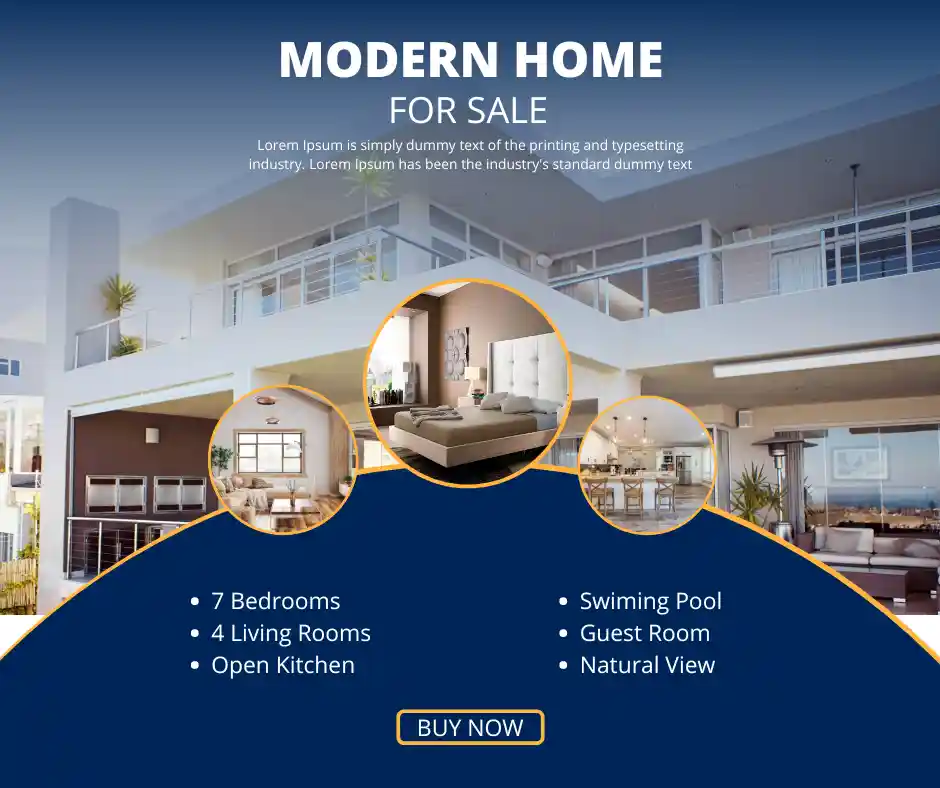 MODERN HOME
FOR SALE
Lorem Ipsum is simply dummy text of the printing and typesetting
industry. Lorem Ipsum has been the industry's standard dummy text
• 7 Bedrooms
• 4 Living Rooms
• Open Kitchen
• Swiming Pool
• Guest Room
• Natural View
BUY NOW